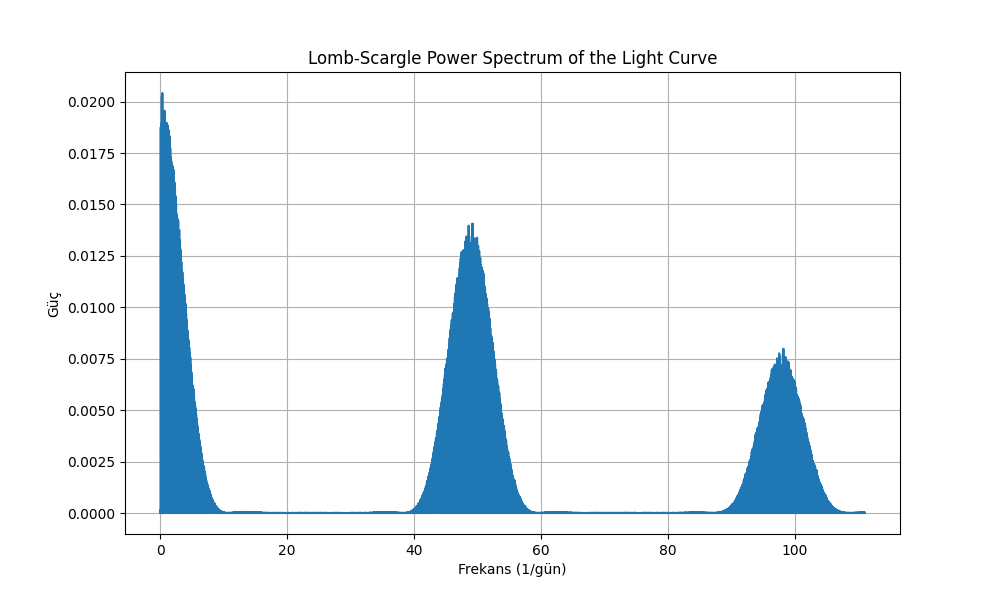 Lomb-Scargle Power Spectrum of the Light Curve
0.0200
0.0175
0.0150
0.0125
0.0100
0.0075
0.0050
0.0025
0.0000
Güç
0 20 40 60 80 100
Frekans (1/gün)